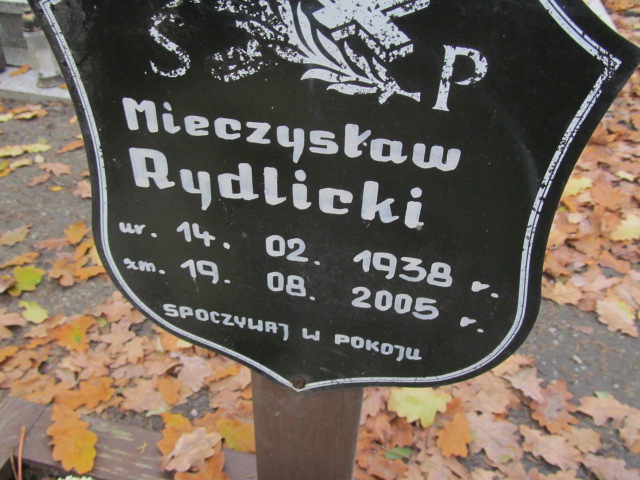 S P
Mieczysław
Rydlicki
ur. 14. 02. 1938 r.
zm. 19. 08. 2005 r.
SPOCZYWAJ W POKOJU